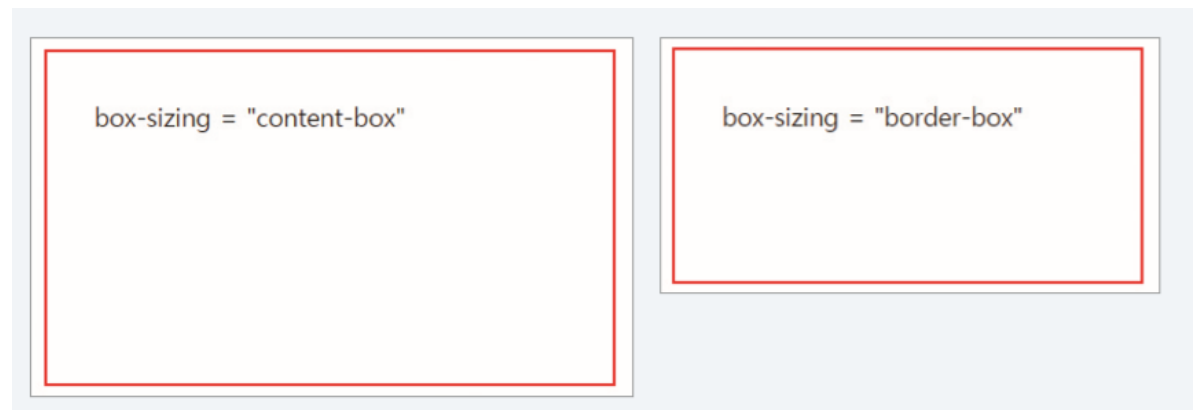 box-sizing = "content-box"
box-sizing = "border-box"